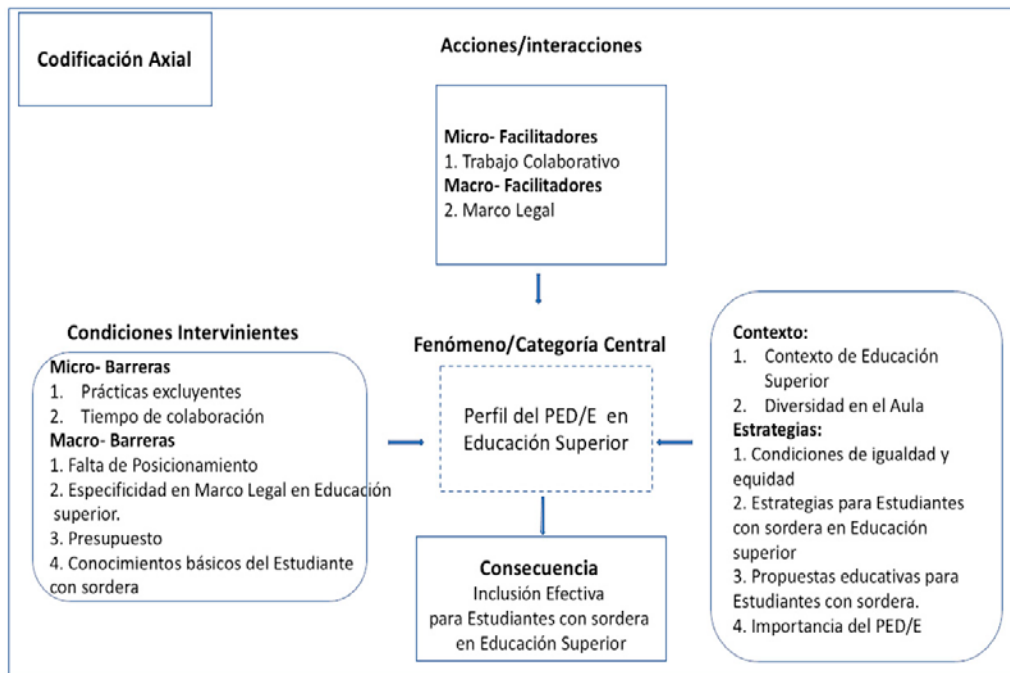 Codificación Axial
Acciones/interacciones
Micro- Facilitadores
1. Trabajo Colaborativo
Macro- Facilitadores
2. Marco Legal
Condiciones Intervinientes
Micro- Barreras
1. Prácticas excluyentes
2. Tiempo de colaboración
Macro- Barreras
1. Falta de Posicionamiento
2. Especificidad en Marco Legal en Educación
superior.
3. Presupuesto
4. Conocimientos básicos del Estudiante
con sordera
Fenómeno/Categoría Central
Perfil del PED/E en
Educación Superior
Contexto:
1. Contexto de Educación
Superior
2. Diversidad en el Aula
Estrategias:
1. Condiciones de igualdad y
equidad
2. Estrategias para Estudiantes
con sordera en Educación
superior
3. Propuestas educativas para
Estudiantes con sordera.
4. Importancia del PED/E
Consecuencia
Inclusión Efectiva
para Estudiantes con sordera
en Educación Superior